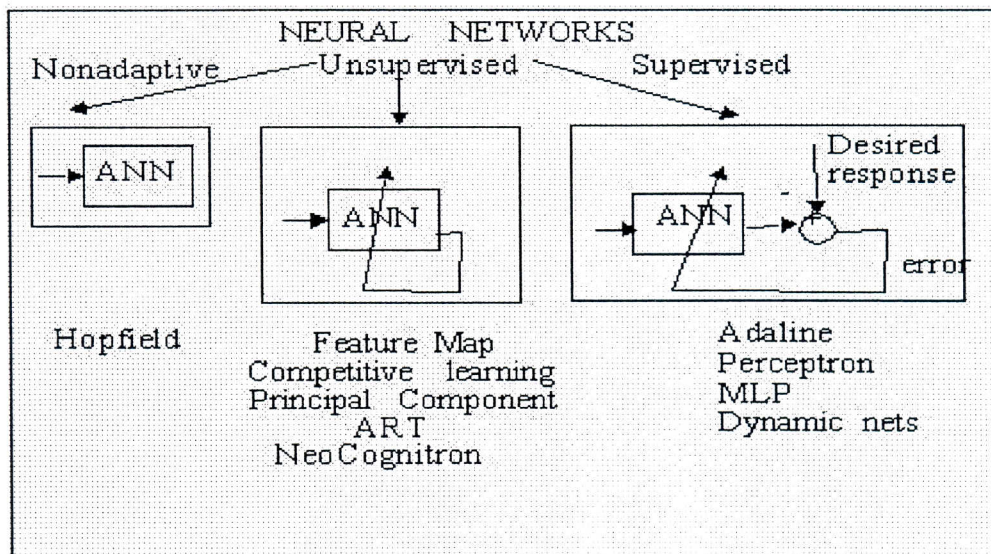 NEURAL NETWORKS
Nonadaptive
Unsupervised
Supervised
ANN
ANN
ANN
Desired
response
-
+
error
Hopfield
Feature Map
Competitive learning
Principal Component
ART
NeoCognitron
Adaline
Perceptron
MLP
Dynamic nets